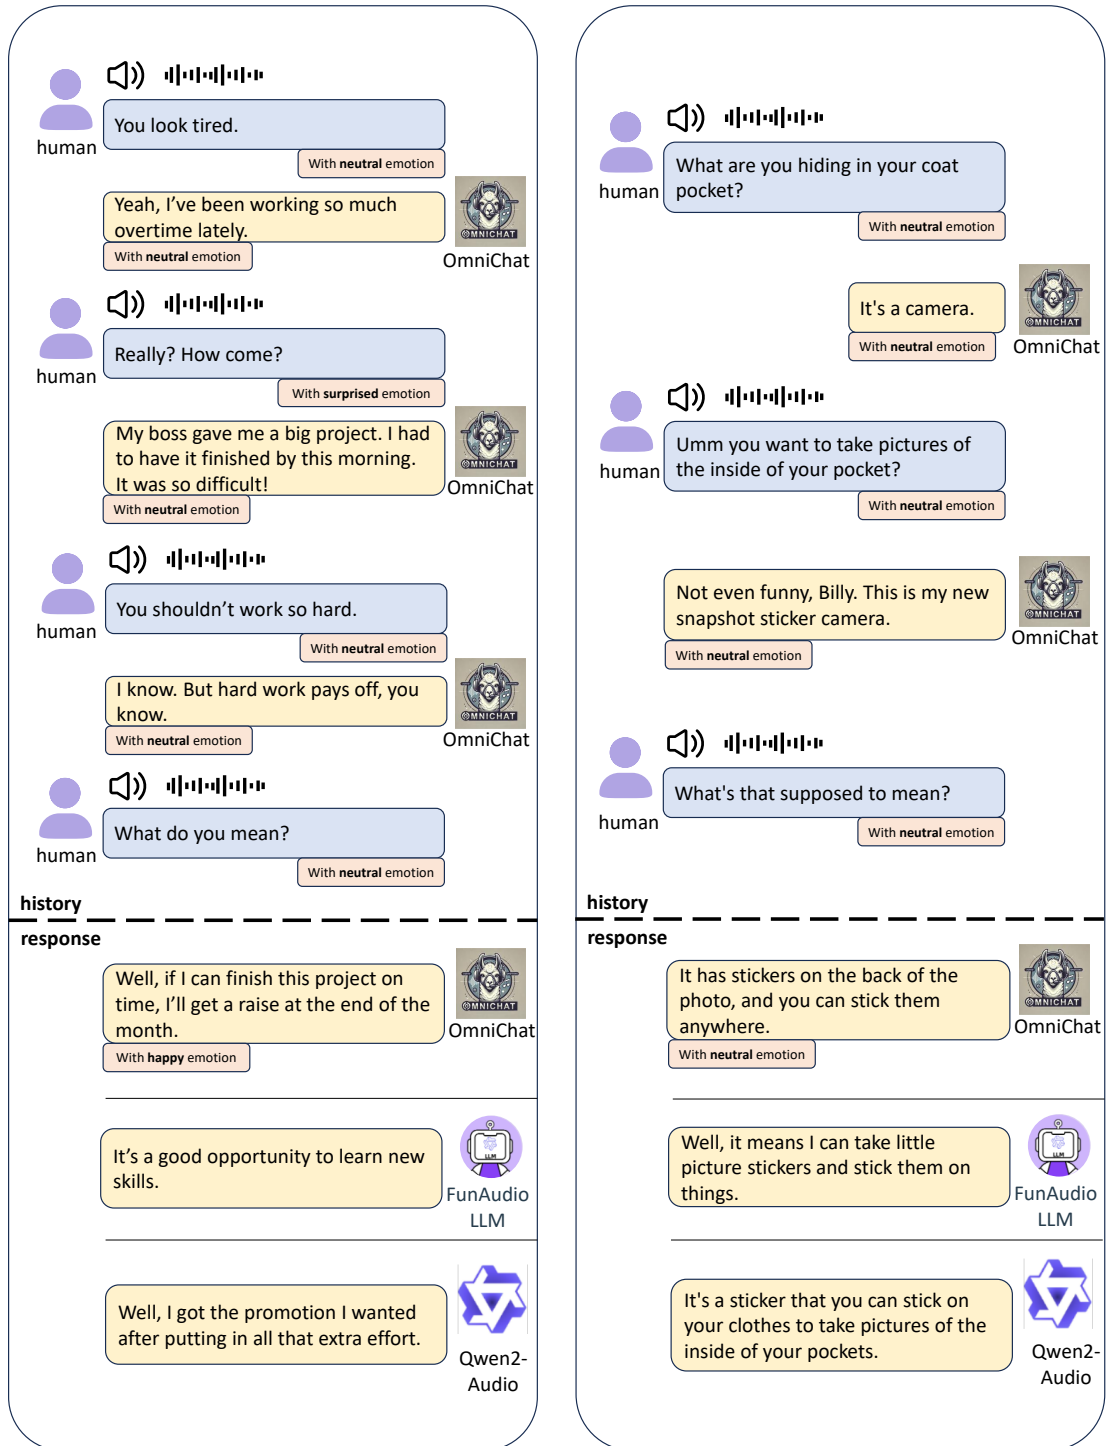 human
You look tired.
With neutral emotion
Yeah, I've been working so much
overtime lately.
With neutral emotion
OMNICHAT
OmniChat
human
Really? How come?
With surprised emotion
My boss gave me a big project. I had
to have it finished by this morning.
It was so difficult!
With neutral emotion
OMNICHAT
OmniChat
human
You shouldn't work so hard.
With neutral emotion
I know. But hard work pays off, you
know.
With neutral emotion
OMNICHAT
OmniChat
human
What do you mean?
With neutral emotion
history
response
Well, if I can finish this project on
time, I'll get a raise at the end of the
month.
With happy emotion
OMNICHAT
OmniChat
It's a good opportunity to learn new
skills.
LLM
FunAudio
LLM
Well, I got the promotion I wanted
after putting in all that extra effort.
Qwen2-
Audio
human
What are you hiding in your coat
pocket?
With neutral emotion
It's a camera.
With neutral emotion
OMNICHAT
OmniChat
human
Umm you want to take pictures of
the inside of your pocket?
With neutral emotion
Not even funny, Billy. This is my new
snapshot sticker camera.
With neutral emotion
OMNICHAT
OmniChat
human
What's that supposed to mean?
With neutral emotion
history
response
It has stickers on the back of the
photo, and you can stick them
anywhere.
With neutral emotion
OMNICHAT
OmniChat
Well, it means I can take little
picture stickers and stick them on
things.
LLM
FunAudio
LLM
It's a sticker that you can stick on
your clothes to take pictures of the
inside of your pockets.
Qwen2-
Audio